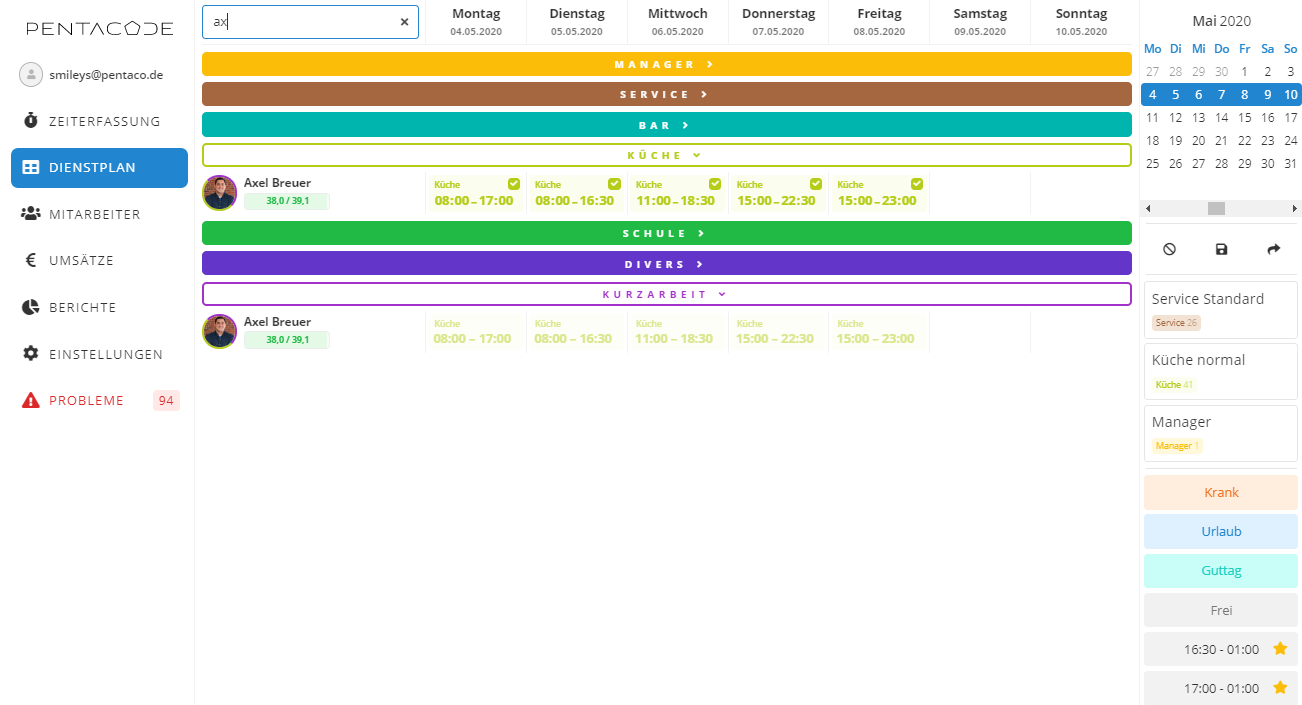 PENTACODE
smileys@pentaco.de
ZEITERFASSUNG
DIENSTPLAN
MITARBEITER
UMSÄTZE
BERICHTE
EINSTELLUNGEN
PROBLEME 94
ax
Montag Dienstag Mittwoch Donnerstag Freitag Samstag Sonntag
04.05.2020 05.05.2020 06.05.2020 07.05.2020 08.05.2020 09.05.2020 10.05.2020
MANAGER
SERVICE
BAR
KÜCHE
Axel Breuer
38,0 / 39,1
Küche Küche Küche Küche Küche
08:00 – 17:00 08:00 – 16:30 11:00 – 18:30 15:00 – 22:30 15:00 – 23:00
SCHULE
DIVERS
KURZARBEIT
Axel Breuer
38,0 / 39,1
Küche Küche Küche Küche Küche
08:00 – 17:00 08:00 – 16:30 11:00 – 18:30 15:00 – 22:30 15:00 – 23:00
Mai 2020
Mo Di Mi Do Fr Sa So
27 28 29 30 1 2 3
4 5 6 7 8 9 10
11 12 13 14 15 16 17
18 19 20 21 22 23 24
25 26 27 28 29 30 31
Service Standard
Service 26
Küche normal
Küche 41
Manager
Manager 1
Krank
Urlaub
Guttag
Frei
16:30 - 01:00
17:00 - 01:00